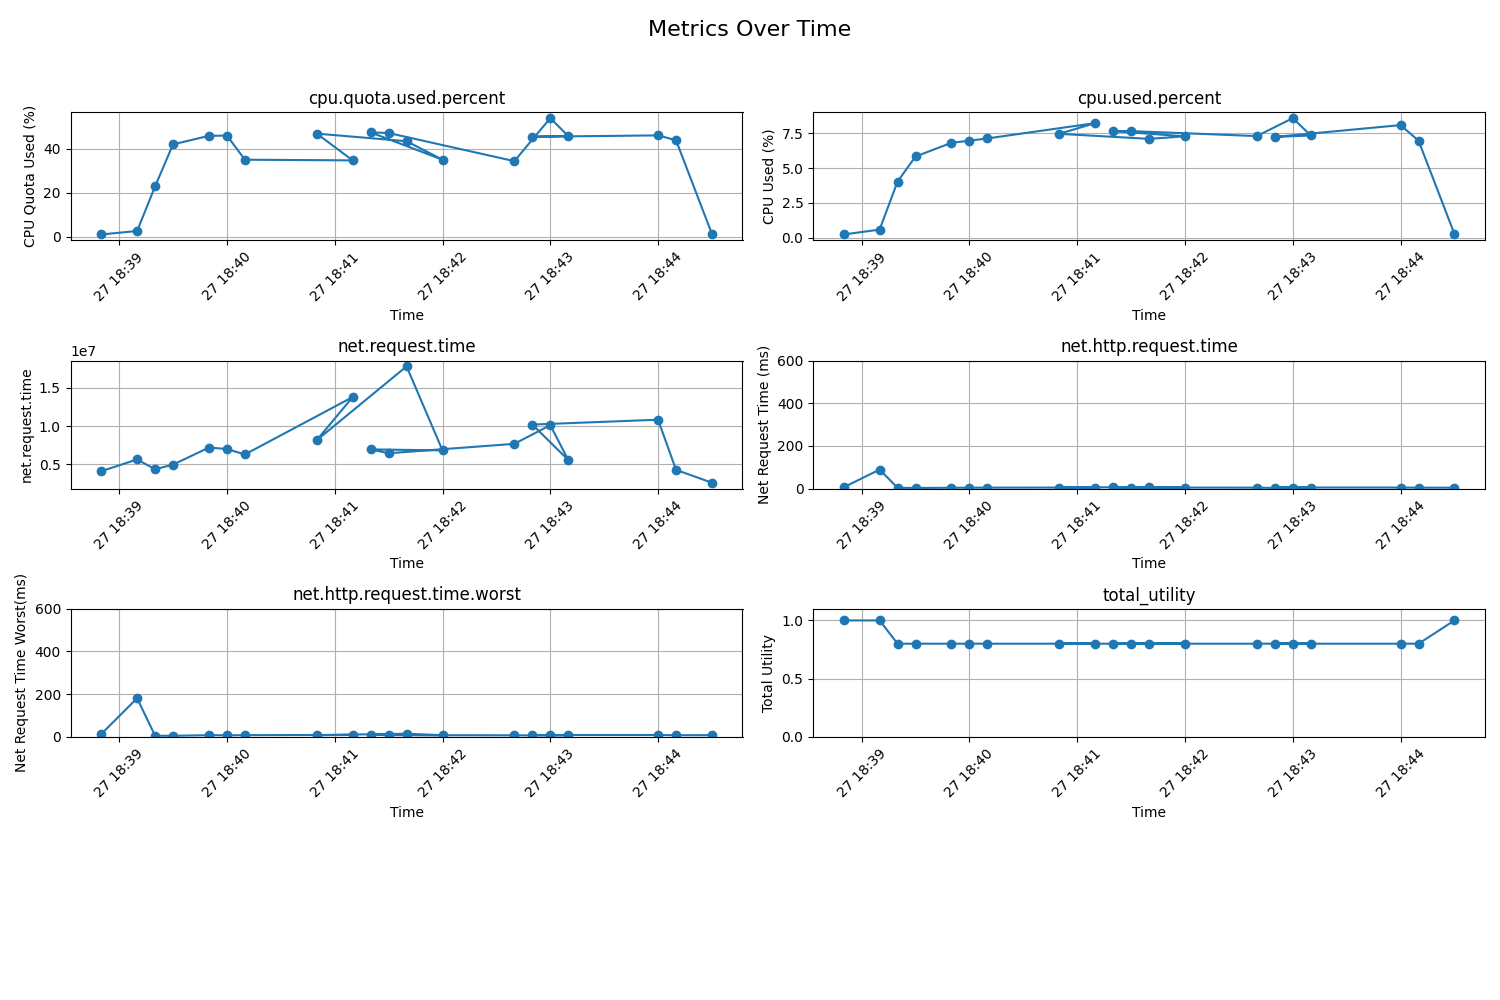 Metrics Over Time
cpu.quota.used.percent
CPU Quota Used (%)
40
20
0
27 18:39
27 18:40
27 18:41
27 18:42
27 18:43
27 18:44
Time
cpu.used.percent
CPU Used (%)
7.5
5.0
2.5
0.0
27 18:39
27 18:40
27 18:41
27 18:42
27 18:43
27 18:44
Time
net.request.time
1e7
net.request.time
1.5
1.0
0.5
27 18:39
27 18:40
27 18:41
27 18:42
27 18:43
27 18:44
Time
net.http.request.time
Net Request Time (ms)
600
400
200
0
27 18:39
27 18:40
27 18:41
27 18:42
27 18:43
27 18:44
Time
net.http.request.time.worst
Net Request Time Worst(ms)
600
400
200
0
27 18:39
27 18:40
27 18:41
27 18:42
27 18:43
27 18:44
Time
total_utility
Total Utility
1.0
0.5
0.0
27 18:39
27 18:40
27 18:41
27 18:42
27 18:43
27 18:44
Time